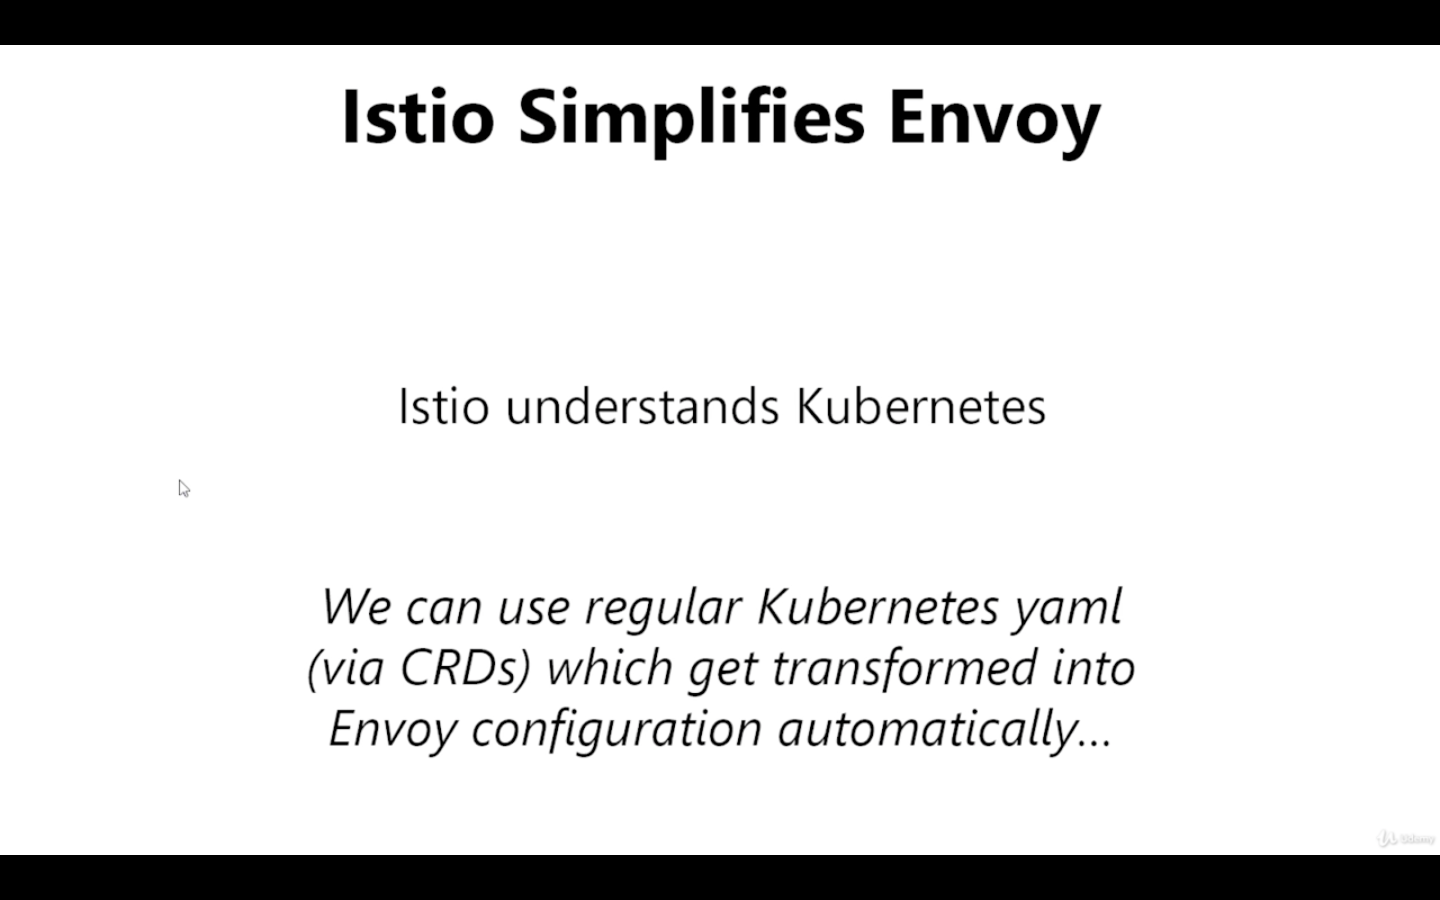 Istio Simplifies Envoy
Istio understands Kubernetes
We can use regular Kubernetes yaml
(via CRDs) which get transformed into
Envoy configuration automatically...
Udemy